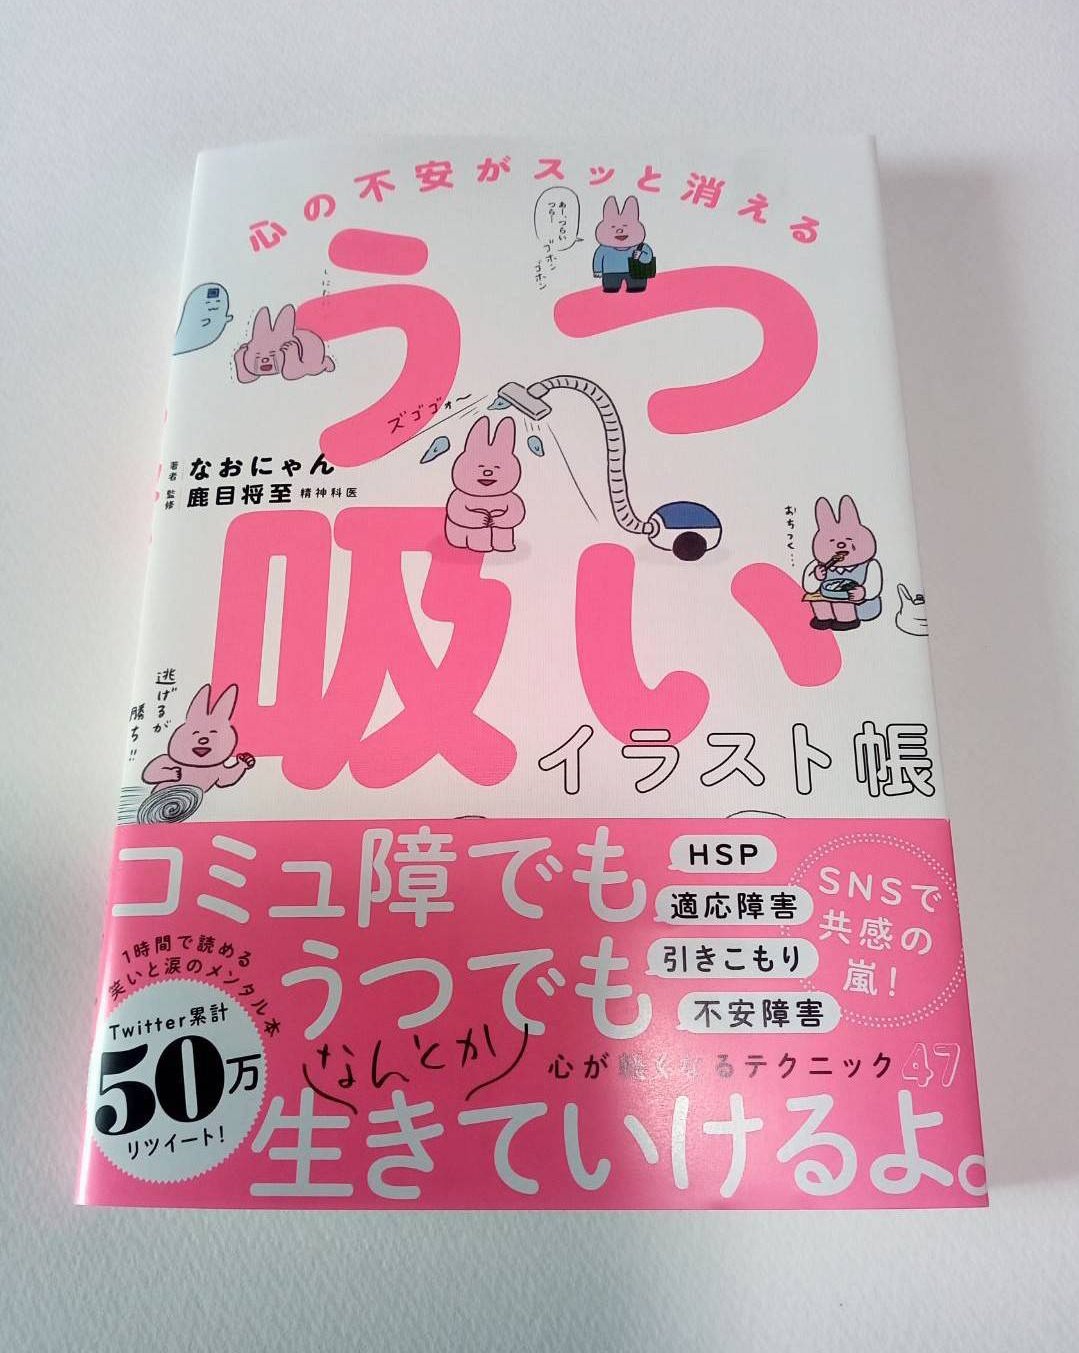 心の不安がスッと消える
うつ
吸い
イラスト帳
あー、つらい
つらー
ゴホン
ゴホン
しにたい
ズゴゴォ〜
著者 なおにゃん
監修 鹿目将至 精神科医
おちつく…
逃げるが
勝ち!!
コミュ障でも
うつでも
なんとか
生きていけるよ。
HSP
適応障害
引きこもり
不安障害
SNSで
共感の
嵐!
1時間で読める
笑いと涙のメンタル本
Twitter累計
50万
リツイート!
心が軽くなるテクニック47